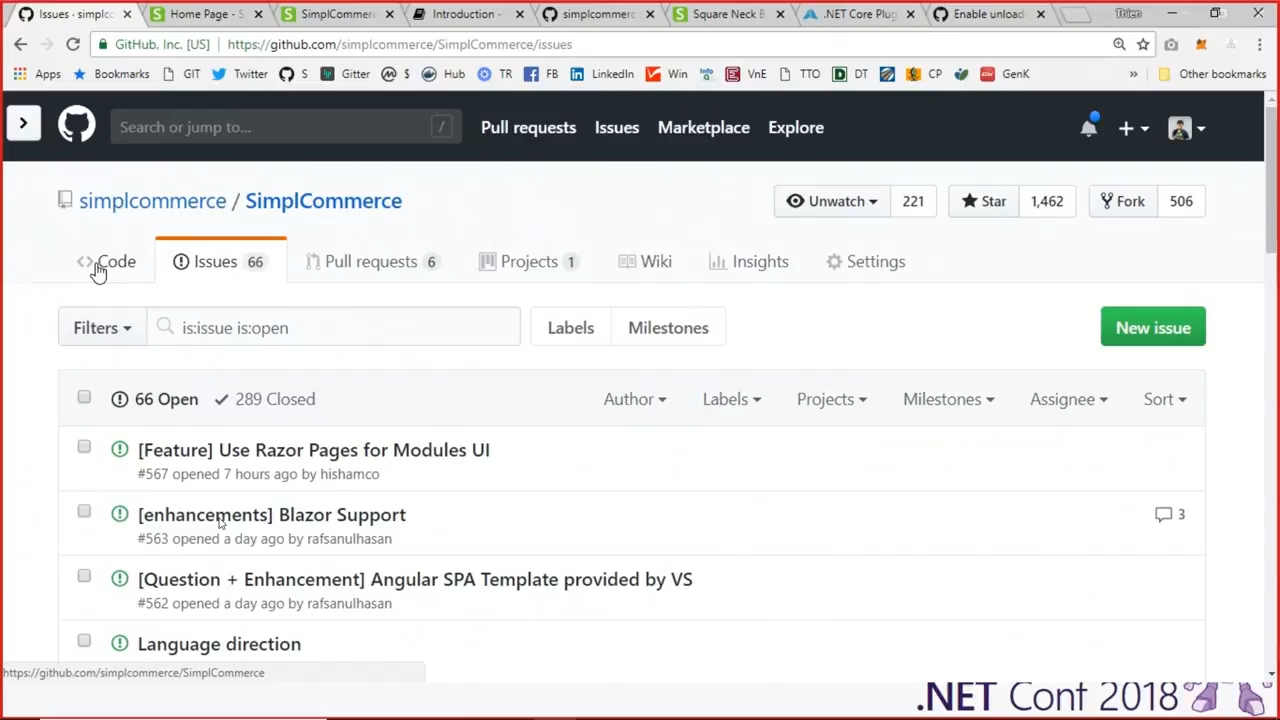 Issues - simplc
Home Page - S
SimplCommer
Introduction -
simplcommerc
Square Neck B
.NET Core Plug
Enable unload
Thien
GitHub, Inc. [US] | https://github.com/simplcommerce/SimplCommerce/issues
Apps Bookmarks GIT Twitter S Gitter $ Hub TR FB LinkedIn Win VnE TTO DT CP GenK » Other bookmarks
Search or jump to... / Pull requests Issues Marketplace Explore
simplcommerce / SimplCommerce Unwatch 221 Star 1,462 Fork 506
Code Issues 66 Pull requests 6 Projects 1 Wiki Insights Settings
Filters is:issue is:open Labels Milestones New issue
66 Open 289 Closed Author Labels Projects Milestones Assignee Sort
[Feature] Use Razor Pages for Modules UI
#567 opened 7 hours ago by hishamco
[enhancements] Blazor Support 3
#563 opened a day ago by rafsanulhasan
[Question + Enhancement] Angular SPA Template provided by VS
#562 opened a day ago by rafsanulhasan
Language direction
https://github.com/simplcommerce/SimplCommerce
.NET Conf 2018